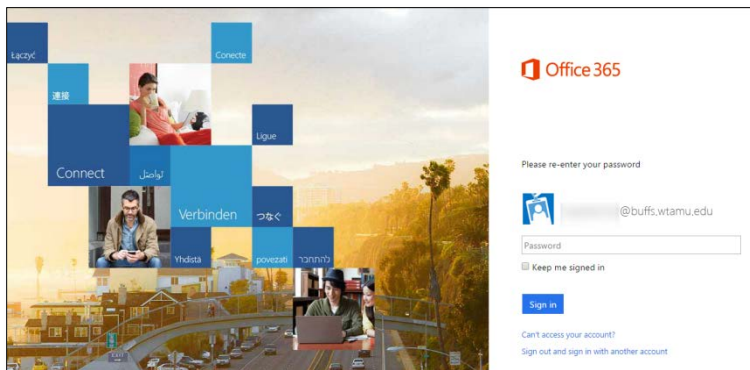 Łączyć
Conecte
連接
Ligue
Connect
تواصل
Verbinden
つなぐ
Yhdistä
povezati
להתחבר
Office 365
Please re-enter your password
@buffs.wtamu.edu
Password
Keep me signed in
Sign in
Can't access your account?
Sign out and sign in with another account